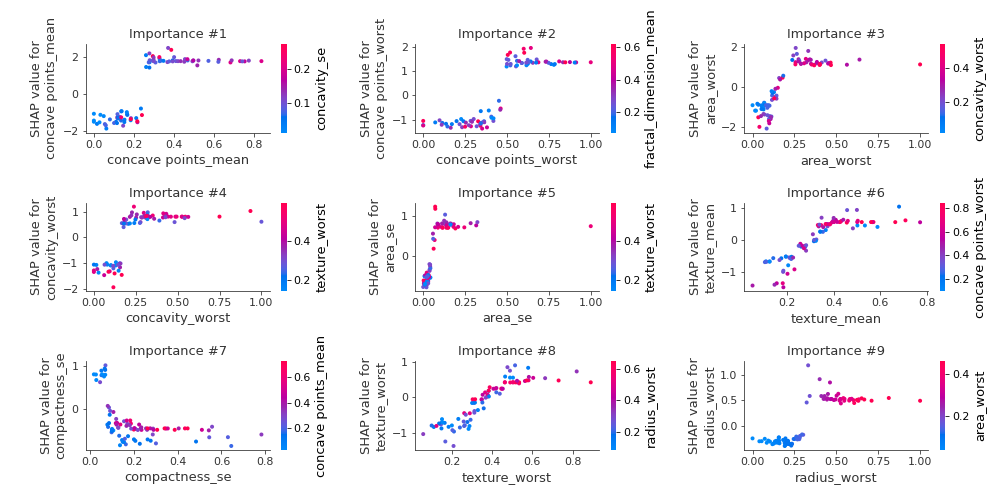 Importance #1
SHAP value for
concave points_mean
2
0
−2
0.0
0.2
0.4
0.6
0.8
concave points_mean
0.2
0.1
concavity_se
Importance #2
SHAP value for
concave points_worst
2
1
0
−1
0.00
0.25
0.50
0.75
1.00
concave points_worst
0.6
0.4
0.2
fractal_dimension_mean
Importance #3
SHAP value for
area_worst
2
0
−2
0.00
0.25
0.50
0.75
1.00
area_worst
0.4
0.2
concavity_worst
Importance #4
SHAP value for
concavity_worst
1
0
−1
−2
0.00
0.25
0.50
0.75
1.00
concavity_worst
0.4
0.2
texture_worst
Importance #5
SHAP value for
area_se
1
0
0.00
0.25
0.50
0.75
1.00
area_se
0.4
0.2
texture_worst
Importance #6
SHAP value for
texture_mean
1
0
−1
0.2
0.4
0.6
0.8
texture_mean
0.8
0.6
0.4
0.2
concave points_worst
Importance #7
SHAP value for
compactness_se
1
0
0.0
0.2
0.4
0.6
0.8
compactness_se
0.6
0.4
0.2
concave points_mean
Importance #8
SHAP value for
texture_worst
1
0
−1
0.2
0.4
0.6
0.8
texture_worst
0.6
0.4
0.2
radius_worst
Importance #9
SHAP value for
radius_worst
1.0
0.5
0.0
0.00
0.25
0.50
0.75
1.00
radius_worst
0.4
0.2
area_worst